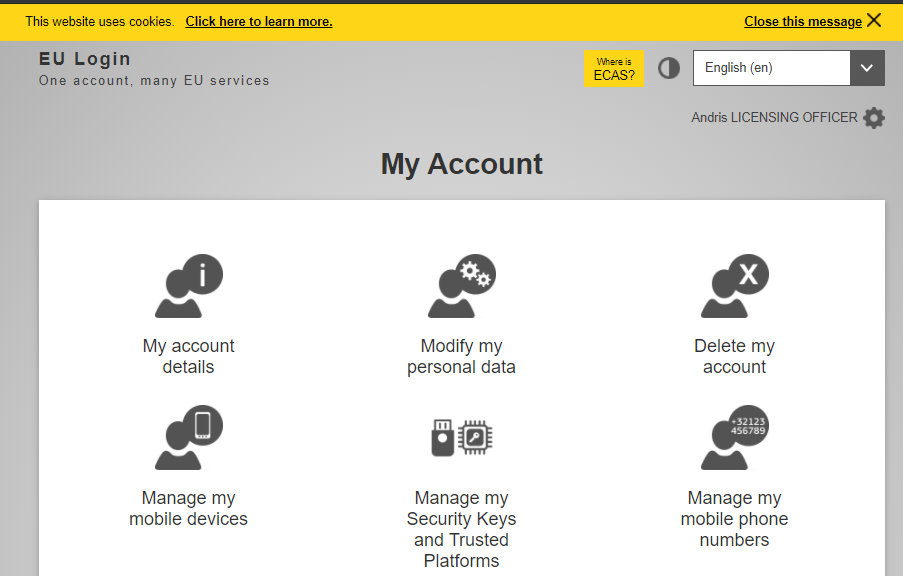 This website uses cookies. Click here to learn more. Close this message
EU Login
One account, many EU services
Where is
ECAS?
English (en)
Andris LICENSING OFFICER
My Account
i
X
My account
details
Modify my
personal data
Delete my
account
+32123
456789
Manage my
mobile devices
Manage my
Security Keys
and Trusted
Platforms
Manage my
mobile phone
numbers